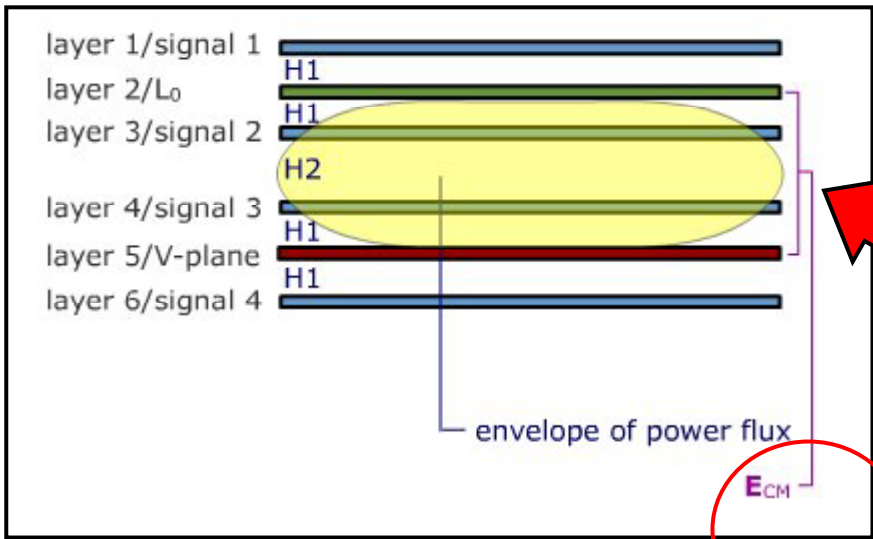 layer 1/signal 1
H1
layer 2/L₀
H1
layer 3/signal 2
H2
layer 4/signal 3
H1
layer 5/V-plane
H1
layer 6/signal 4
envelope of power flux
E_CM